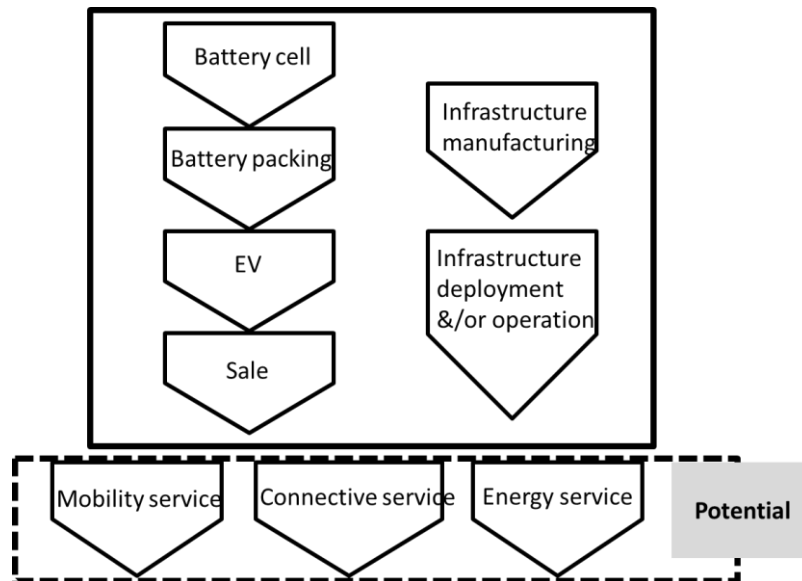 Battery cell
Battery packing
EV
Sale
Infrastructure
manufacturing
Infrastructure
deployment
&/or operation
Mobility service
Connective service
Energy service
Potential